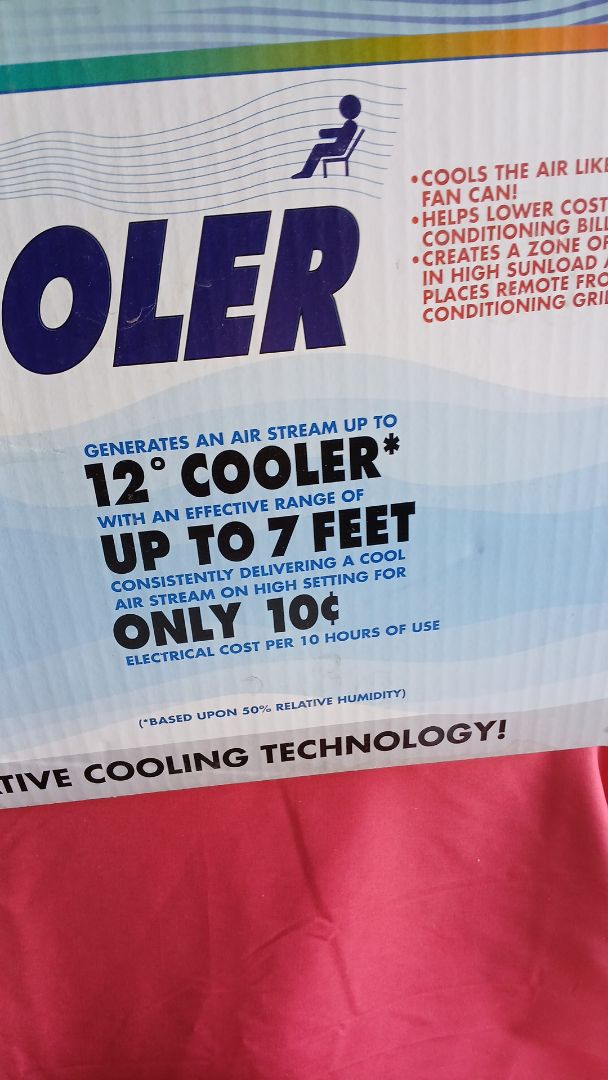 OLER
•COOLS THE AIR LIKE
FAN CAN!
•HELPS LOWER COST
CONDITIONING BILL
•CREATES A ZONE OF
IN HIGH SUNLOAD
PLACES REMOTE FRO
CONDITIONING GRI
GENERATES AN AIR STREAM UP TO
12° COOLER*
WITH AN EFFECTIVE RANGE OF
UP TO 7 FEET
CONSISTENTLY DELIVERING A COOL
AIR STREAM ON HIGH SETTING FOR
ONLY 10¢
ELECTRICAL COST PER 10 HOURS OF USE
(*BASED UPON 50% RELATIVE HUMIDITY)
TIVE COOLING TECHNOLOGY!